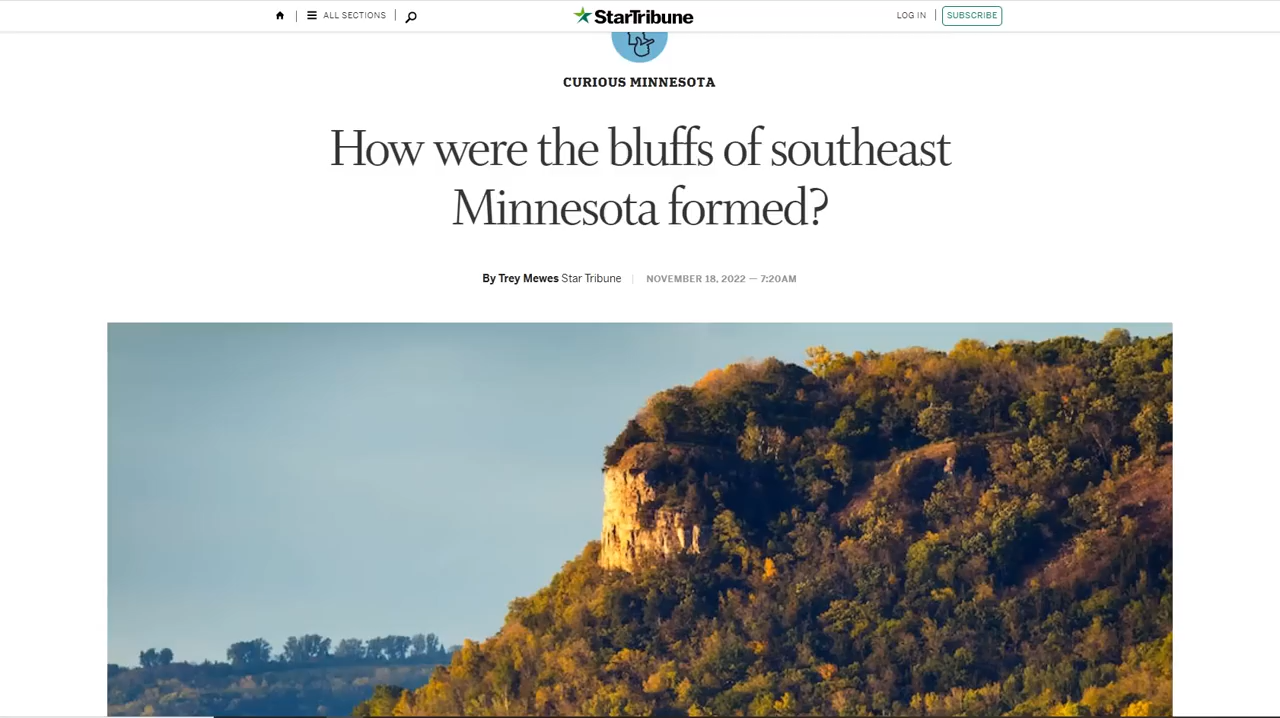 ALL SECTIONS
StarTribune
LOG IN
SUBSCRIBE
CURIOUS MINNESOTA
How were the bluffs of southeast
Minnesota formed?
By Trey Mewes Star Tribune
NOVEMBER 18, 2022 — 7:20AM